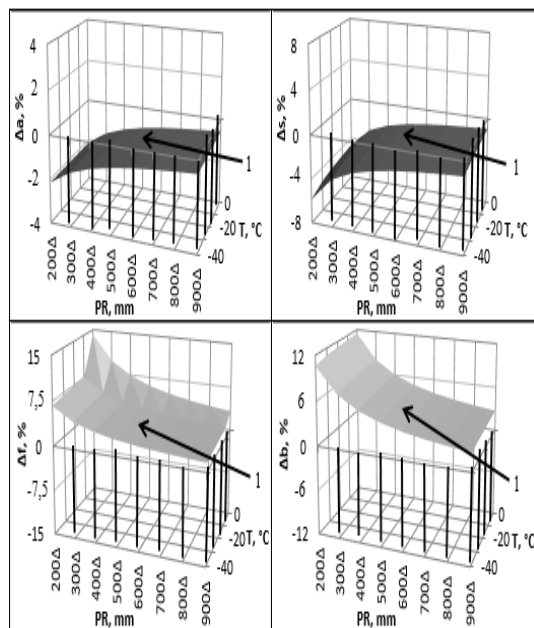 Δa, %
4
2
0
-2
-4
200Δ
300Δ
400Δ
500Δ
600Δ
700Δ
800Δ
900Δ
PR, mm
0
-20
-40
T, °C
1
Δs, %
8
4
0
-4
-8
200Δ
300Δ
400Δ
500Δ
600Δ
700Δ
800Δ
900Δ
PR, mm
0
-20
-40
T, °C
1
Δf, %
15
7,5
0
-7,5
-15
200Δ
300Δ
400Δ
500Δ
600Δ
700Δ
800Δ
900Δ
PR, mm
0
-20
-40
T, °C
1
Δb, %
12
6
0
-6
-12
200Δ
300Δ
400Δ
500Δ
600Δ
700Δ
800Δ
900Δ
PR, mm
0
-20
-40
T, °C
1